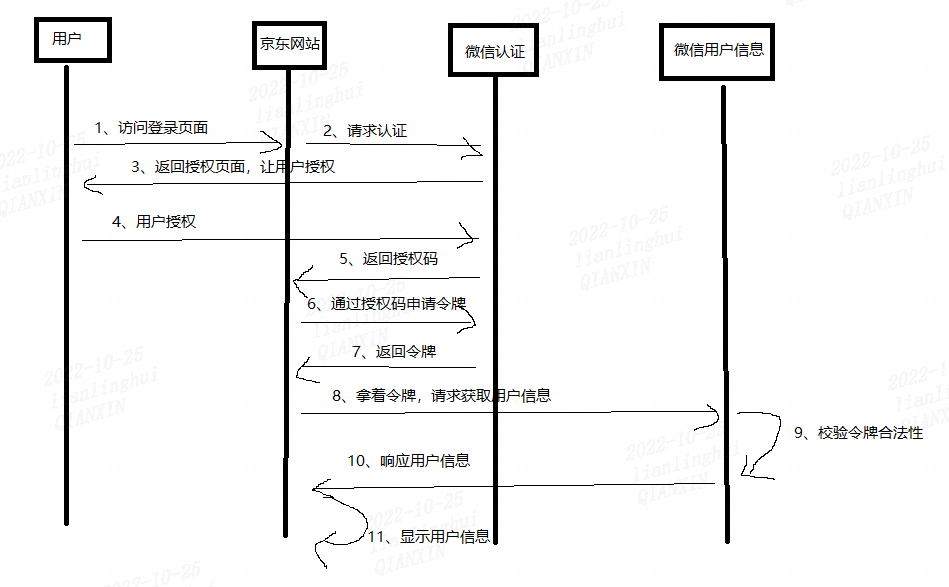 用户
京东网站
微信认证
微信用户信息
1、访问登录页面
2、请求认证
3、返回授权页面，让用户授权
4、用户授权
5、返回授权码
6、通过授权码申请令牌
7、返回令牌
8、拿着令牌，请求获取用户信息
9、校验令牌合法性
10、响应用户信息
11、显示用户信息
2022-10-25
lianlinghui
QIANXIN